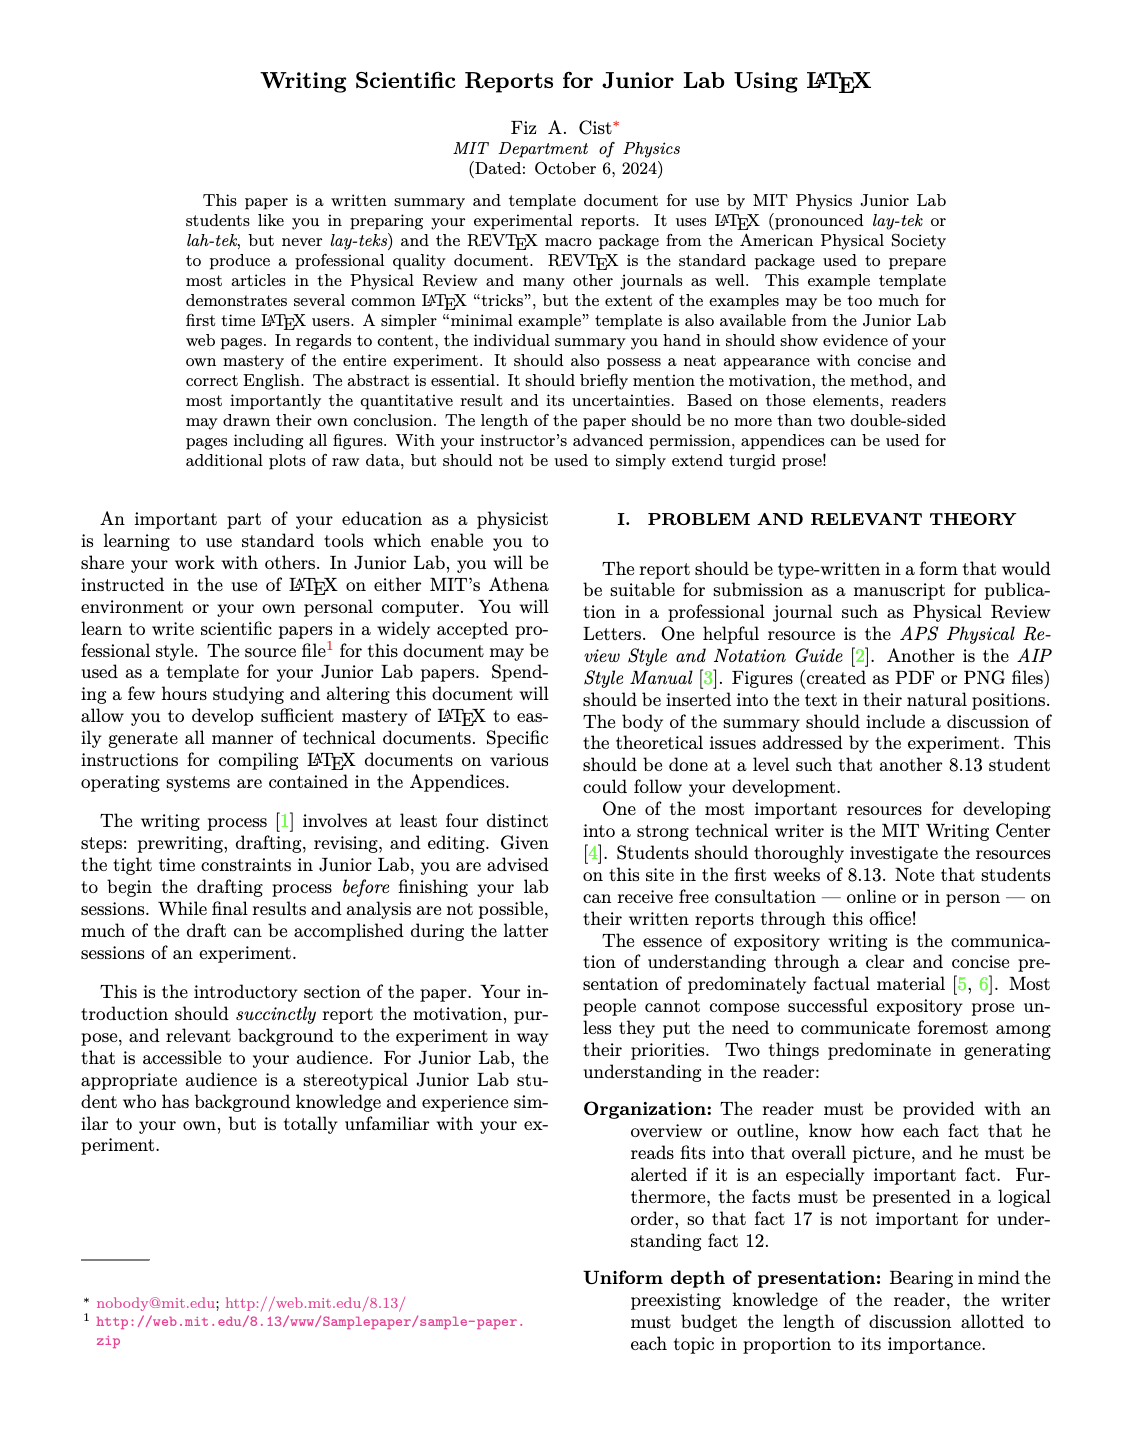 Writing Scientific Reports for Junior Lab Using LATEX
Fiz A. Cist*
MIT Department of Physics
(Dated: October 6, 2024)
This paper is a written summary and template document for use by MIT Physics Junior Lab
students like you in preparing your experimental reports. It uses LATEX (pronounced lay-tek or
lah-tek, but never lay-teks) and the REVTEX macro package from the American Physical Society
to produce a professional quality document. REVTEX is the standard package used to prepare
most articles in the Physical Review and many other journals as well. This example template
demonstrates several common LATEX “tricks”, but the extent of the examples may be too much for
first time LATEX users. A simpler “minimal example” template is also available from the Junior Lab
web pages. In regards to content, the individual summary you hand in should show evidence of your
own mastery of the entire experiment. It should also possess a neat appearance with concise and
correct English. The abstract is essential. It should briefly mention the motivation, the method, and
most importantly the quantitative result and its uncertainties. Based on those elements, readers
may drawn their own conclusion. The length of the paper should be no more than two double-sided
pages including all figures. With your instructor’s advanced permission, appendices can be used for
additional plots of raw data, but should not be used to simply extend turgid prose!
An important part of your education as a physicist
is learning to use standard tools which enable you to
share your work with others. In Junior Lab, you will be
instructed in the use of LATEX on either MIT’s Athena
environment or your own personal computer. You will
learn to write scientific papers in a widely accepted pro-
fessional style. The source file1 for this document may be
used as a template for your Junior Lab papers. Spend-
ing a few hours studying and altering this document will
allow you to develop sufficient mastery of LATEX to eas-
ily generate all manner of technical documents. Specific
instructions for compiling LATEX documents on various
operating systems are contained in the Appendices.
The writing process [1] involves at least four distinct
steps: prewriting, drafting, revising, and editing. Given
the tight time constraints in Junior Lab, you are advised
to begin the drafting process before finishing your lab
sessions. While final results and analysis are not possible,
much of the draft can be accomplished during the latter
sessions of an experiment.
This is the introductory section of the paper. Your in-
troduction should succinctly report the motivation, pur-
pose, and relevant background to the experiment in way
that is accessible to your audience. For Junior Lab, the
appropriate audience is a stereotypical Junior Lab stu-
dent who has background knowledge and experience sim-
ilar to your own, but is totally unfamiliar with your ex-
periment.
* nobody@mit.edu; http://web.mit.edu/8.13/
1 http://web.mit.edu/8.13/www/Samplepaper/sample-paper.
zip
I. PROBLEM AND RELEVANT THEORY
The report should be type-written in a form that would
be suitable for submission as a manuscript for publica-
tion in a professional journal such as Physical Review
Letters. One helpful resource is the APS Physical Re-
view Style and Notation Guide [2]. Another is the AIP
Style Manual [3]. Figures (created as PDF or PNG files)
should be inserted into the text in their natural positions.
The body of the summary should include a discussion of
the theoretical issues addressed by the experiment. This
should be done at a level such that another 8.13 student
could follow your development.
One of the most important resources for developing
into a strong technical writer is the MIT Writing Center
[4]. Students should thoroughly investigate the resources
on this site in the first weeks of 8.13. Note that students
can receive free consultation — online or in person — on
their written reports through this office!
The essence of expository writing is the communica-
tion of understanding through a clear and concise pre-
sentation of predominately factual material [5, 6]. Most
people cannot compose successful expository prose un-
less they put the need to communicate foremost among
their priorities. Two things predominate in generating
understanding in the reader:
Organization: The reader must be provided with an
overview or outline, know how each fact that he
reads fits into that overall picture, and he must be
alerted if it is an especially important fact. Fur-
thermore, the facts must be presented in a logical
order, so that fact 17 is not important for under-
standing fact 12.
Uniform depth of presentation: Bearing in mind the
preexisting knowledge of the reader, the writer
must budget the length of discussion allotted to
each topic in proportion to its importance.